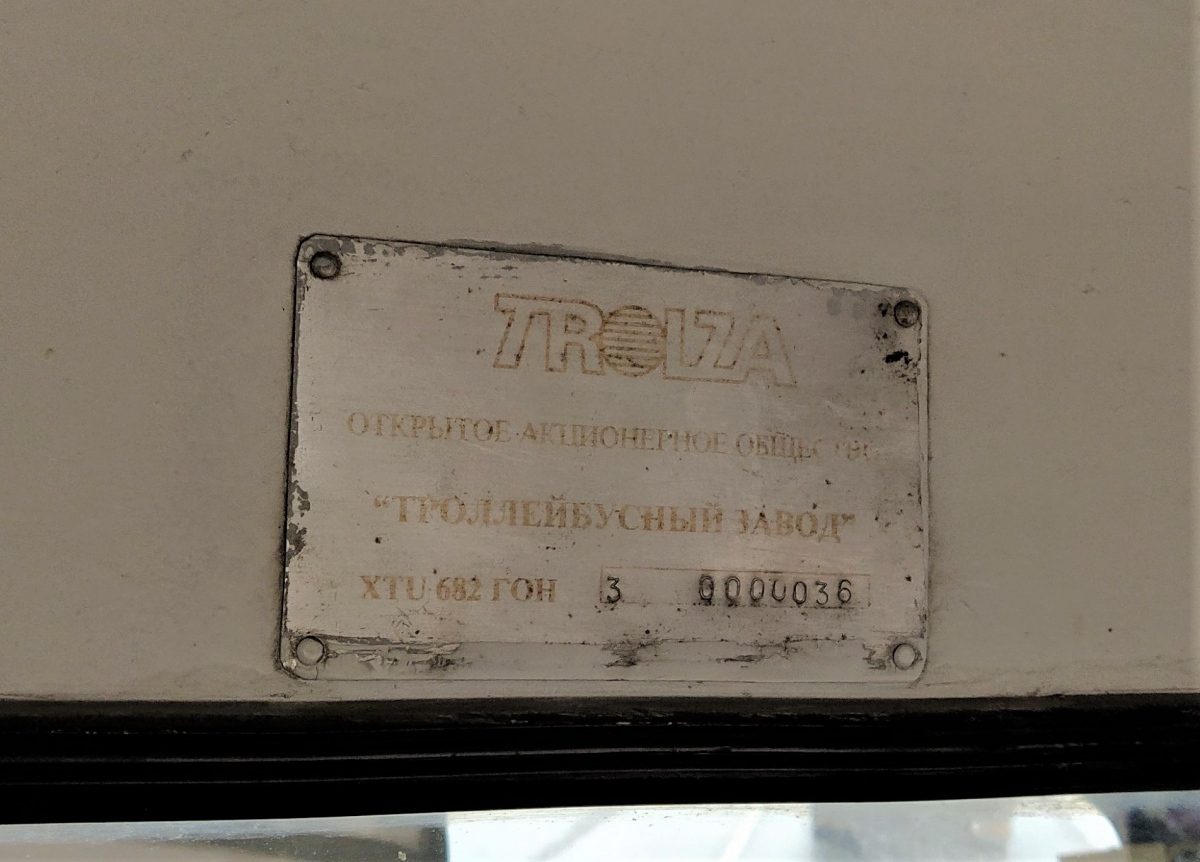 TROLZA
ОТКРЫТОЕ АКЦИОНЕРНОЕ ОБЩЕСТВО
“ТРОЛЛЕЙБУСНЫЙ ЗАВОД”
XTU 682 ГОН 3 0000036